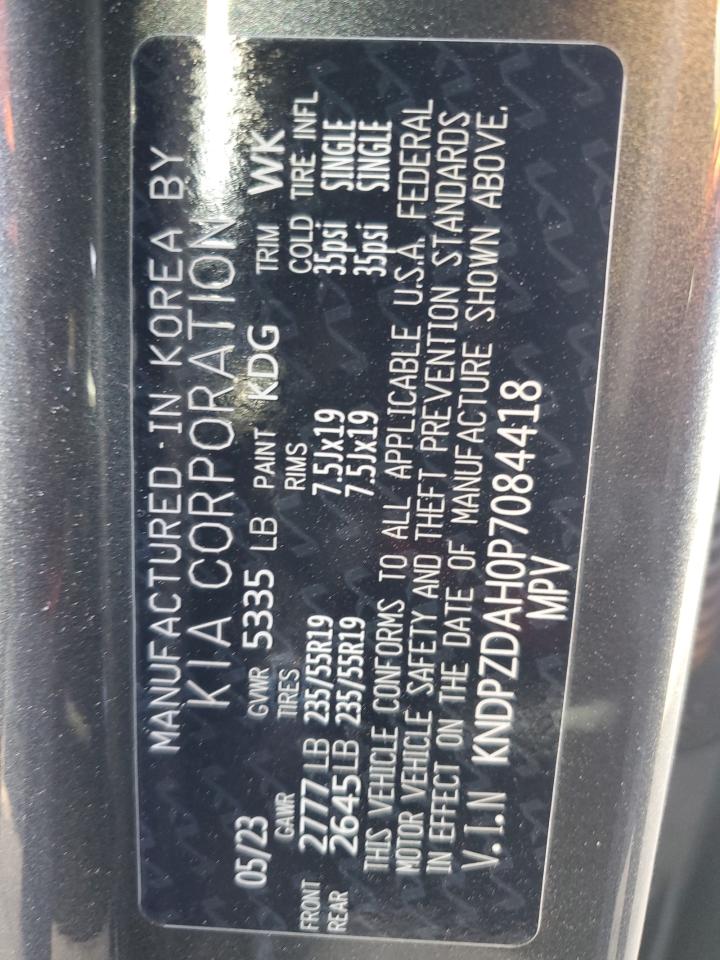 MANUFACTURED IN KOREA BY
KIA CORPORATION
05/23 GVWR 5335 LB PAINT KDG TRIM WK
GAWR TIRES RIMS COLD TIRE INFL
FRONT 2777 LB 235/55R19 7.5Jx19 35psi SINGLE
REAR 2645 LB 235/55R19 7.5Jx19 35psi SINGLE
THIS VEHICLE CONFORMS TO ALL APPLICABLE U.S.A. FEDERAL
MOTOR VEHICLE SAFETY AND THEFT PREVENTION STANDARDS
IN EFFECT ON THE DATE OF MANUFACTURE SHOWN ABOVE.
V.I.N KNDPZDAH0P7084418
MPV